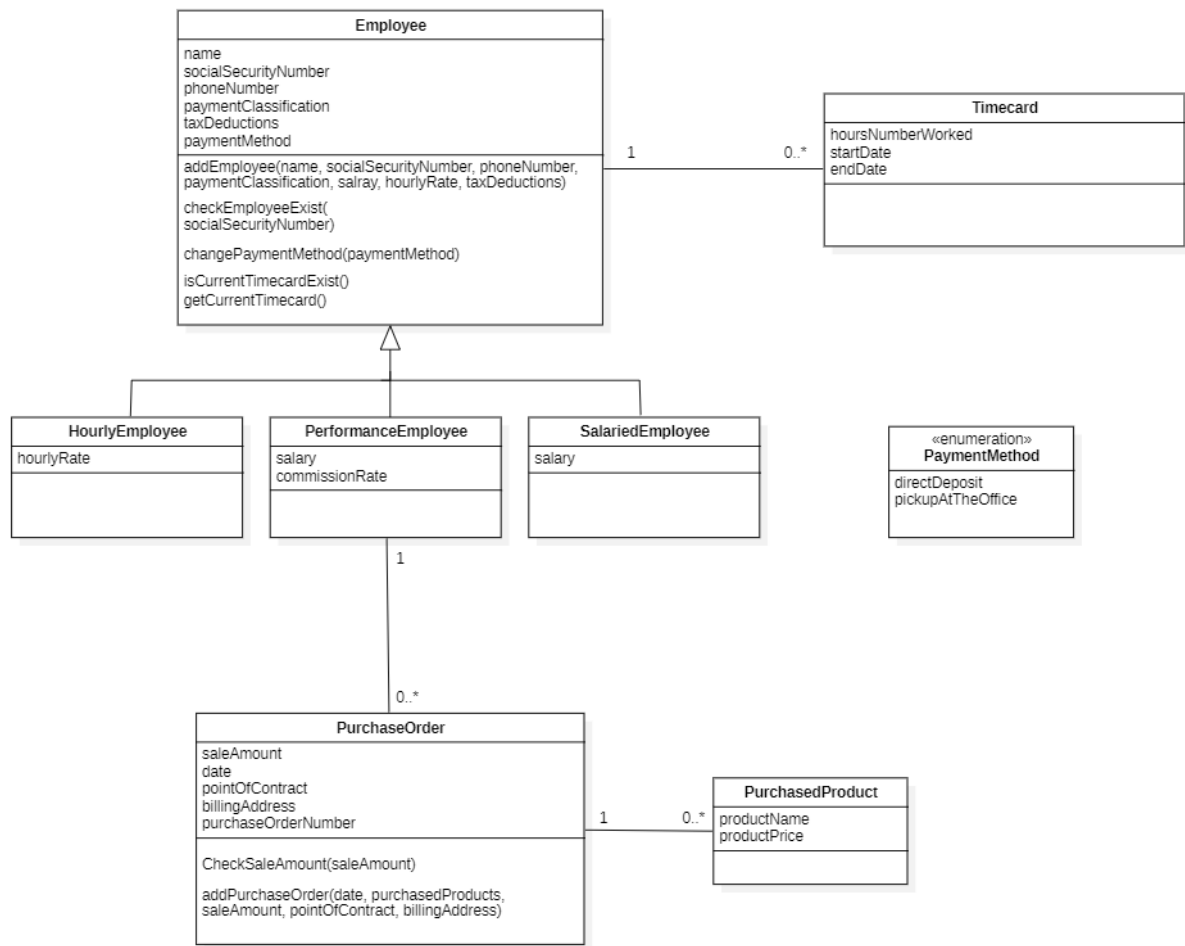 Employee
name
socialSecurityNumber
phoneNumber
paymentClassification
taxDeductions
paymentMethod
addEmployee(name, socialSecurityNumber, phoneNumber,
paymentClassification, salray, hourlyRate, taxDeductions)
checkEmployeeExist(
socialSecurityNumber)
changePaymentMethod(paymentMethod)
isCurrentTimecardExist()
getCurrentTimecard()
1
0..*
Timecard
hoursNumberWorked
startDate
endDate
HourlyEmployee
hourlyRate
PerformanceEmployee
salary
commissionRate
SalariedEmployee
salary
«enumeration»
PaymentMethod
directDeposit
pickupAtTheOffice
1
0..*
PurchaseOrder
saleAmount
date
pointOfContract
billingAddress
purchaseOrderNumber
CheckSaleAmount(saleAmount)
addPurchaseOrder(date, purchasedProducts,
saleAmount, pointOfContract, billingAddress)
1
0..*
PurchasedProduct
productName
productPrice